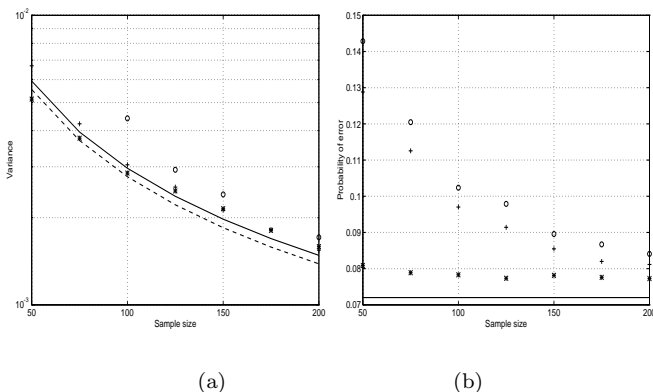 10^-2
10^-3
Variance
50 100 150 200
Sample size
0.15
0.14
0.13
0.12
0.11
0.1
0.09
0.08
0.07
Probability of error
50 100 150 200
Sample size
(a) (b)